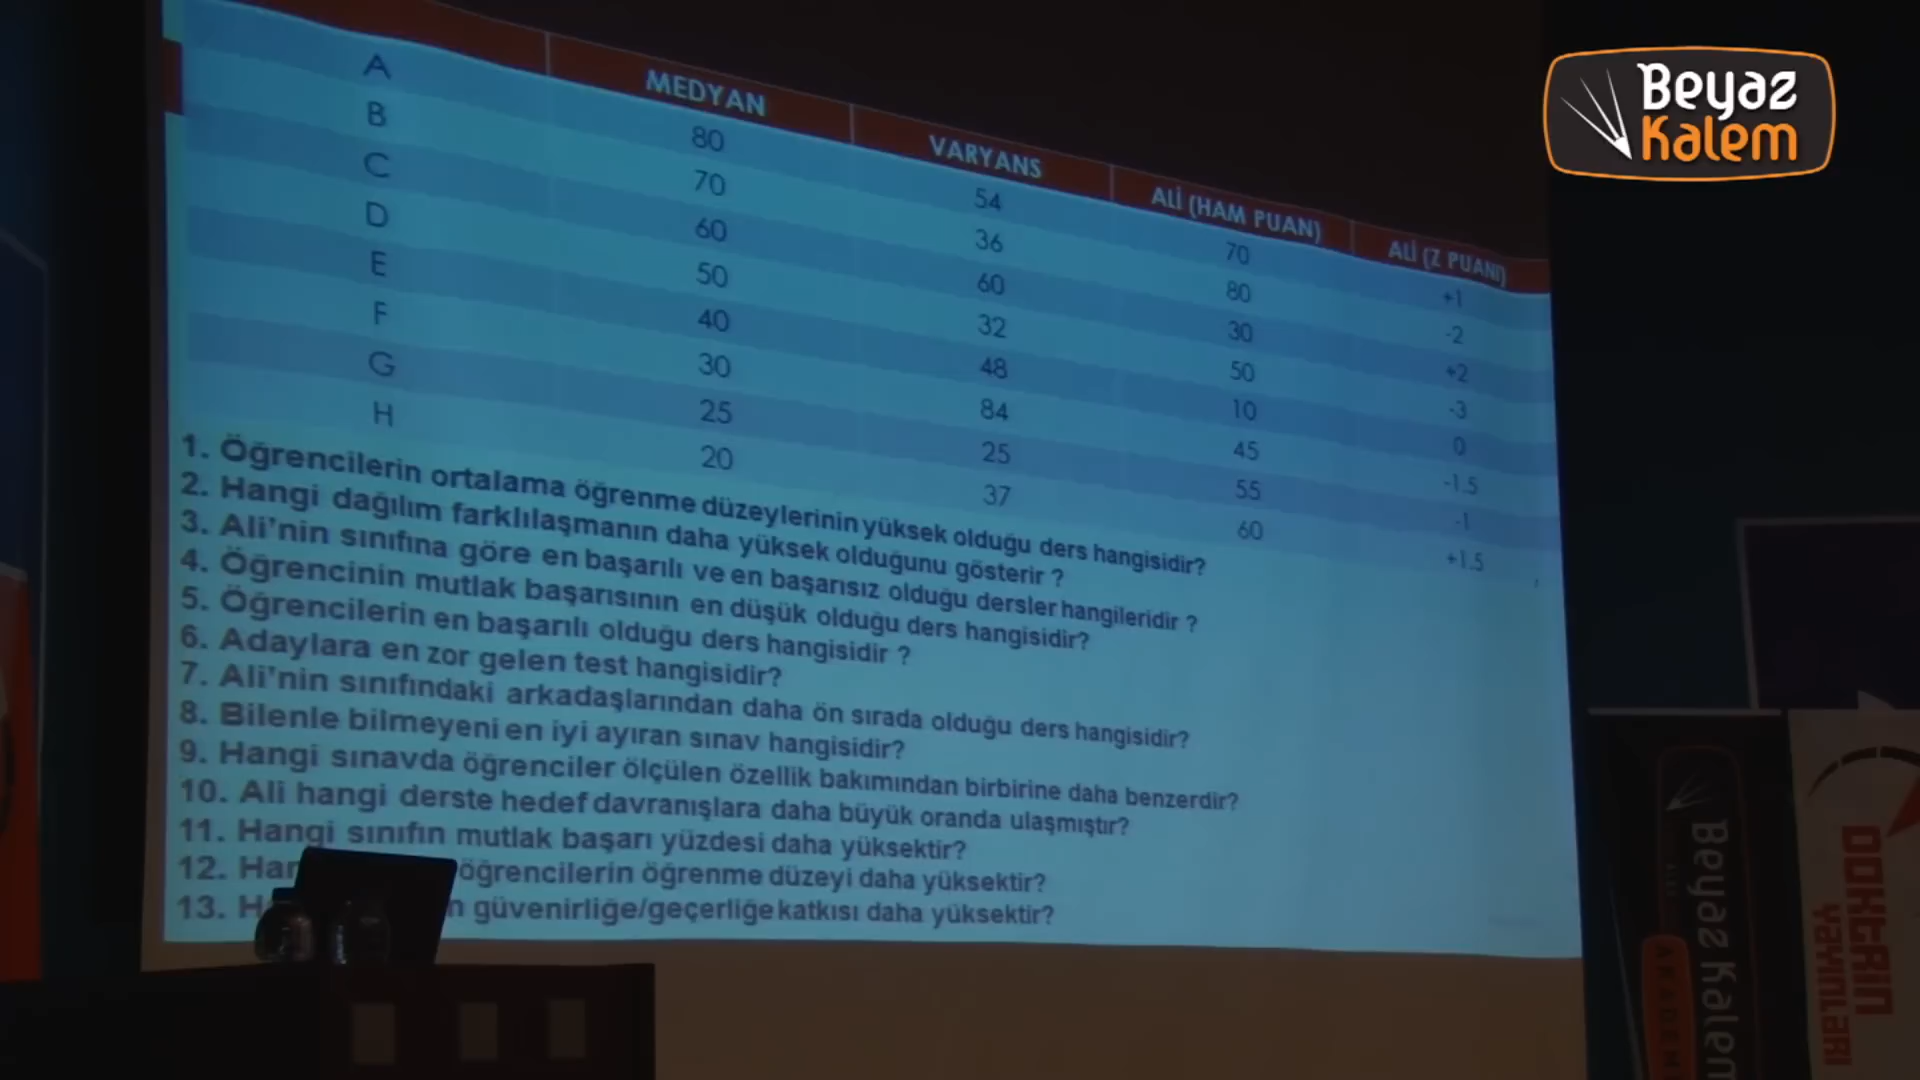 Beyaz
Kalem
MEDYAN VARYANS ALİ (HAM PUAN) ALİ (Z PUANI)
A 80 54 70 +1
B 70 36 80 -2
C 60 60 30 +2
D 50 32 50 -3
E 40 48 10 0
F 30 84 45 -1.5
G 25 25 55 -1
H 20 37 60 +1.5
1. Öğrencilerin ortalama öğrenme düzeylerinin yüksek olduğu ders hangisidir?
2. Hangi dağılım farklılaşmanın daha yüksek olduğunu gösterir ?
3. Ali'nin sınıfına göre en başarılı ve en başarısız olduğu dersler hangileridir ?
4. Öğrencinin mutlak başarısının en düşük olduğu ders hangisidir?
5. Öğrencilerin en başarılı olduğu ders hangisidir ?
6. Adaylara en zor gelen test hangisidir?
7. Ali'nin sınıfındaki arkadaşlarından daha ön sırada olduğu ders hangisidir?
8. Bilenle bilmeyeni en iyi ayıran sınav hangisidir?
9. Hangi sınavda öğrenciler ölçülen özellik bakımından birbirine daha benzerdir?
10. Ali hangi derste hedef davranışlara daha büyük oranda ulaşmıştır?
11. Hangi sınıfın mutlak başarı yüzdesi daha yüksektir?
12. öğrencilerin öğrenme düzeyi daha yüksektir?
13. güvenirliğe/geçerliğe katkısı daha yüksektir?
Beyaz Kalem
AKADEMİ
DOKTRİN
YAYINLARI